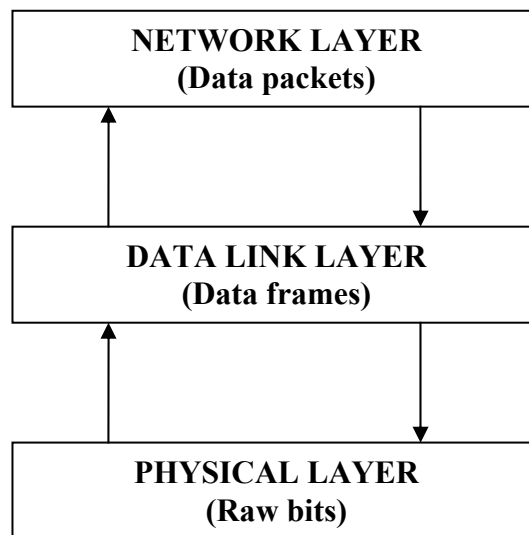 NETWORK LAYER
(Data packets)
DATA LINK LAYER
(Data frames)
PHYSICAL LAYER
(Raw bits)